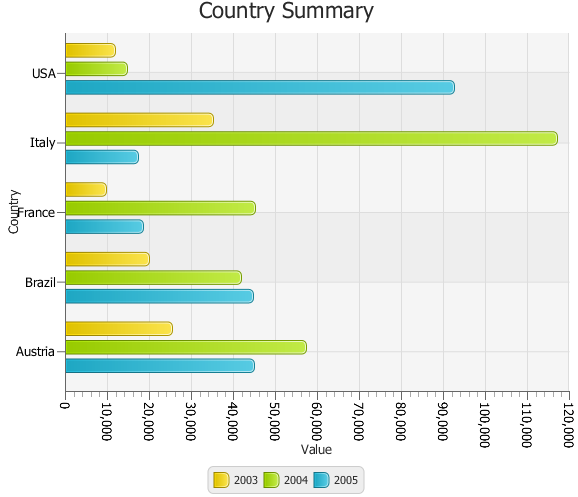 Country Summary
USA
Italy
France
Brazil
Austria
Country
0
10,000
20,000
30,000
40,000
50,000
60,000
70,000
80,000
90,000
100,000
110,000
120,000
Value
2003 2004 2005